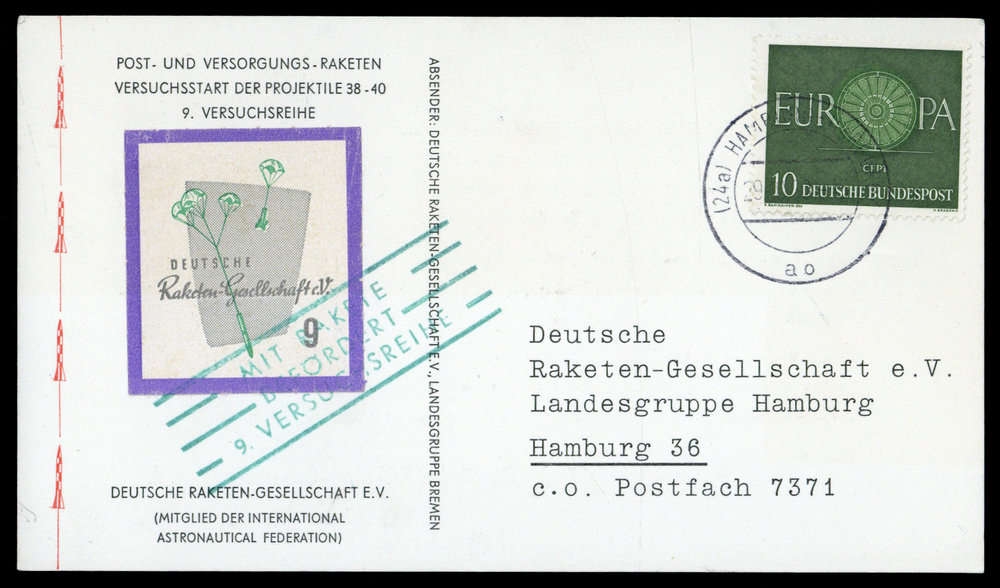 POST- UND VERSORGUNGS-RAKETEN
VERSUCHSSTART DER PROJEKTILE 38-40
9. VERSUCHSREIHE
DEUTSCHE
Raketen-Gesellschaft e.V.
9
MIT RAKETE
BEFÖRDERT
9. VERSUCHSREIHE
DEUTSCHE RAKETEN-GESELLSCHAFT E.V.
(MITGLIED DER INTERNATIONAL
ASTRONAUTICAL FEDERATION)
ABSENDER: DEUTSCHE RAKETEN-GESELLSCHAFT E.V., LANDESGRUPPE BREMEN
EUROPA
CEPT
10 DEUTSCHE BUNDESPOST
(24a) HAMB
ao
Deutsche
Raketen-Gesellschaft e.V.
Landesgruppe Hamburg
Hamburg 36
c.o. Postfach 7371